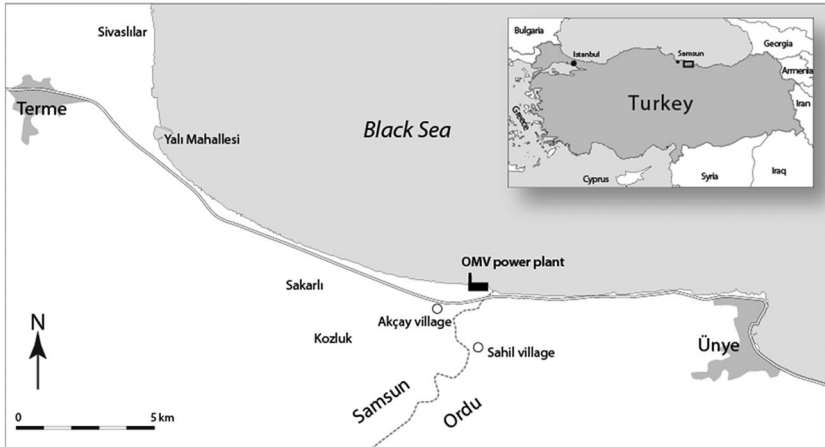 Sivaslılar
Terme
Yalı Mahallesi
Black Sea
OMV power plant
Sakarlı
Akçay village
Kozluk
Sahil village
Ünye
Samsun
Ordu
N
0 5 km
Bulgaria
Istanbul
Samsun
Georgia
Armenia
Iran
Turkey
Greece
Cyprus
Syria
Iraq